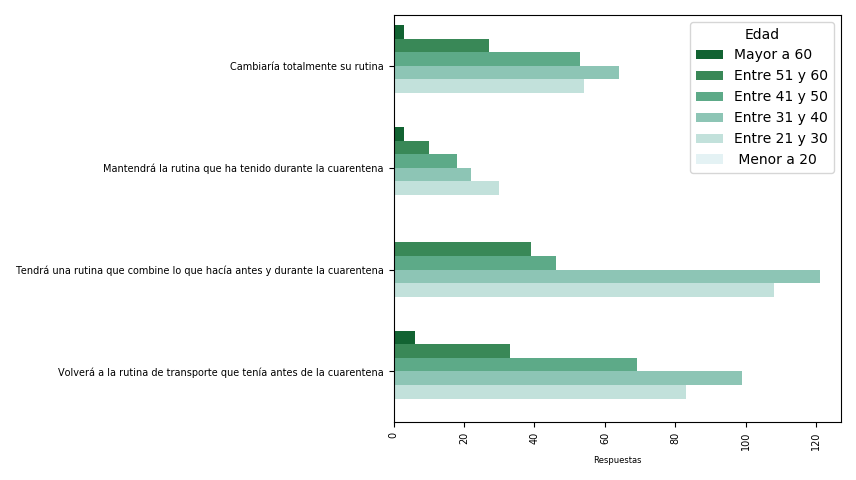 Edad
Mayor a 60
Entre 51 y 60
Entre 41 y 50
Entre 31 y 40
Entre 21 y 30
Menor a 20
Cambiaría totalmente su rutina
Mantendrá la rutina que ha tenido durante la cuarentena
Tendrá una rutina que combine lo que hacía antes y durante la cuarentena
Volverá a la rutina de transporte que tenía antes de la cuarentena
0
20
40
60
80
100
120
Respuestas